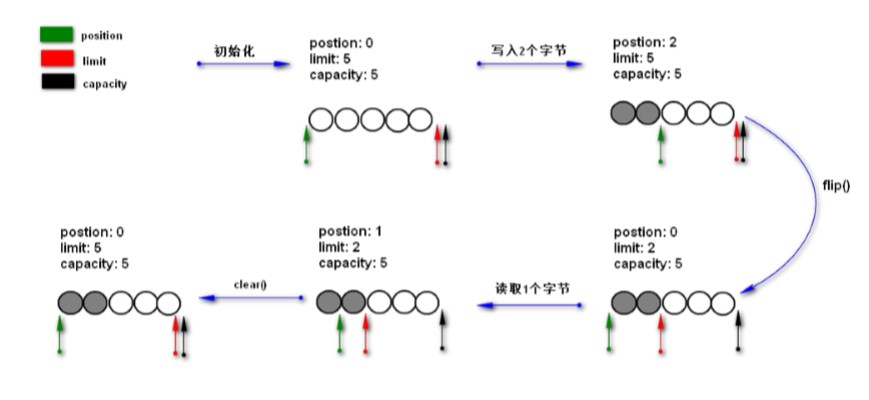 position
limit
capacity
初始化
postion: 0
limit: 5
capacity: 5
写入2个字节
postion: 2
limit: 5
capacity: 5
flip()
postion: 0
limit: 2
capacity: 5
读取1个字节
postion: 1
limit: 2
capacity: 5
clear()
postion: 0
limit: 5
capacity: 5